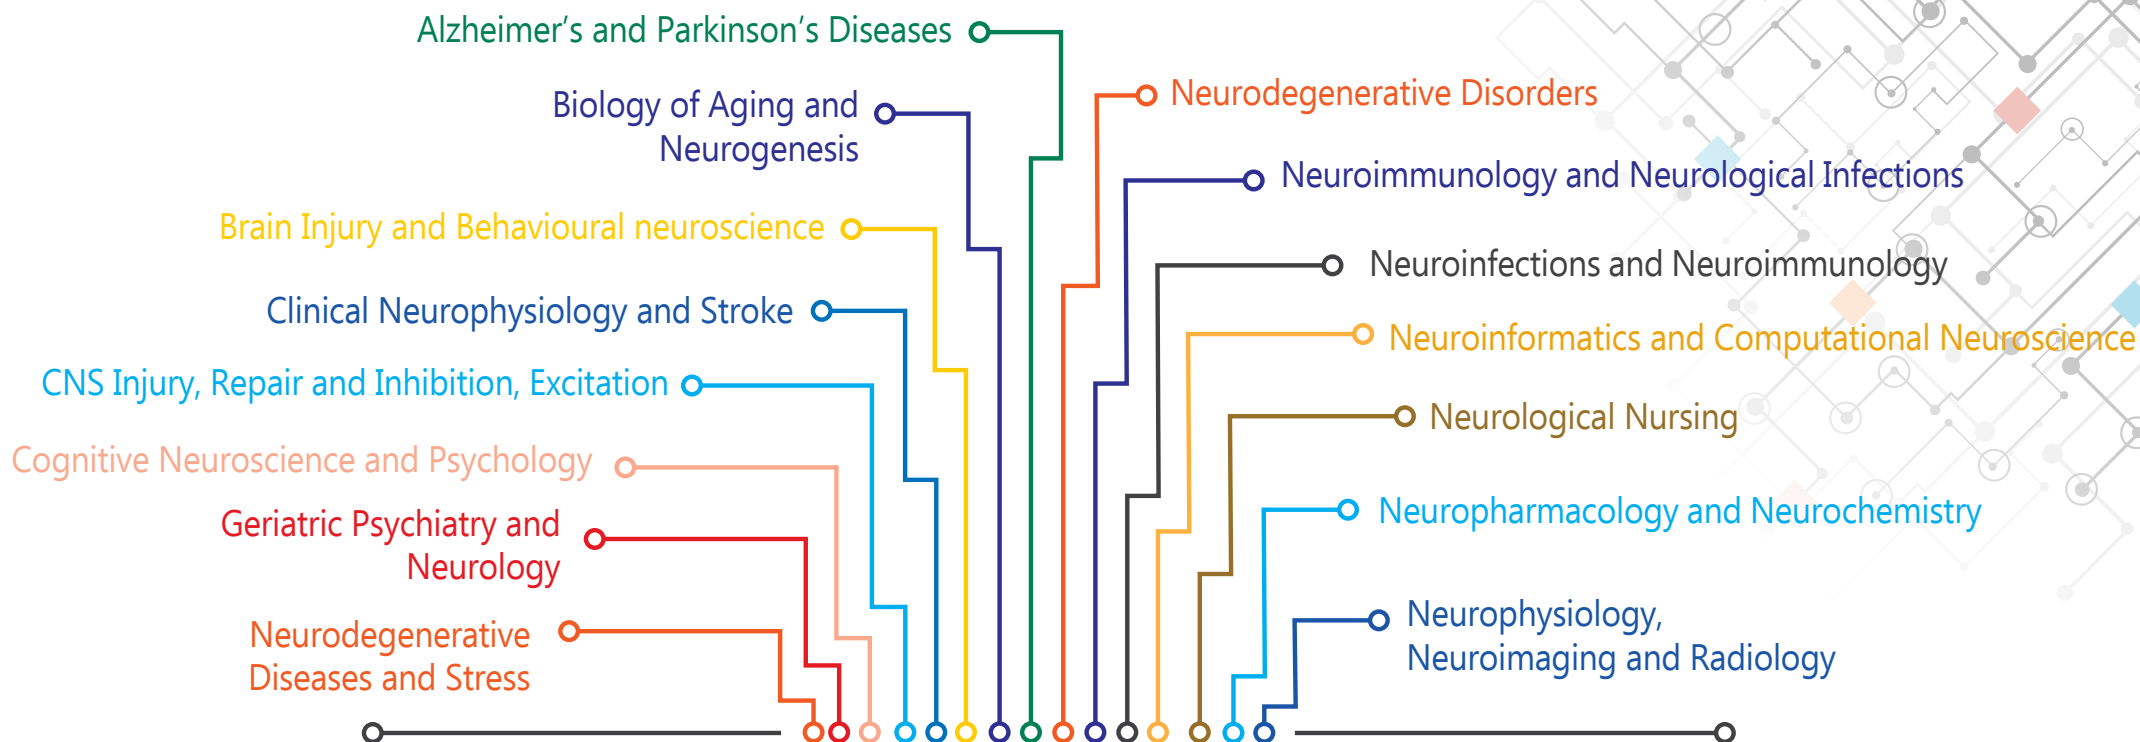 Alzheimer's and Parkinson's Diseases
Biology of Aging and
Neurogenesis
Brain Injury and Behavioural neuroscience
Clinical Neurophysiology and Stroke
CNS Injury, Repair and Inhibition, Excitation
Cognitive Neuroscience and Psychology
Geriatric Psychiatry and
Neurology
Neurodegenerative
Diseases and Stress
Neurodegenerative Disorders
Neuroimmunology and Neurological Infections
Neuroinfections and Neuroimmunology
Neuroinformatics and Computational Neuroscience
Neurological Nursing
Neuropharmacology and Neurochemistry
Neurophysiology,
Neuroimaging and Radiology